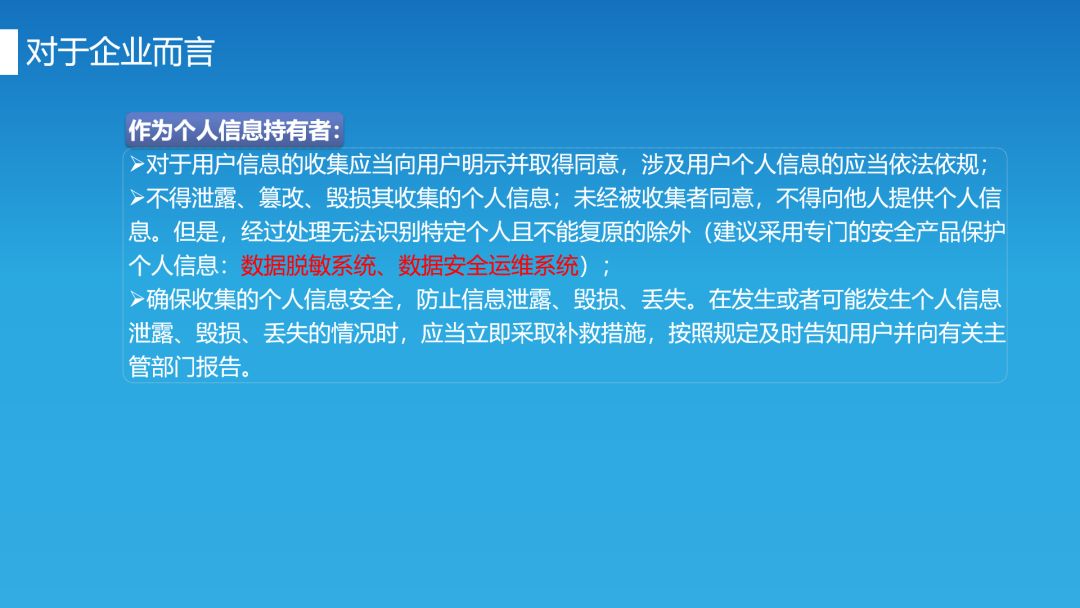 对于企业而言
作为个人信息持有者：
➢对于用户信息的收集应当向用户明示并取得同意，涉及用户个人信息的应当依法依规；
➢不得泄露、篡改、毁损其收集的个人信息；未经被收集者同意，不得向他人提供个人信
息。但是，经过处理无法识别特定个人且不能复原的除外（建议采用专门的安全产品保护
个人信息：数据脱敏系统、数据安全运维系统）；
➢确保收集的个人信息安全，防止信息泄露、毁损、丢失。在发生或者可能发生个人信息
泄露、毁损、丢失的情况时，应当立即采取补救措施，按照规定及时告知用户并向有关主
管部门报告。